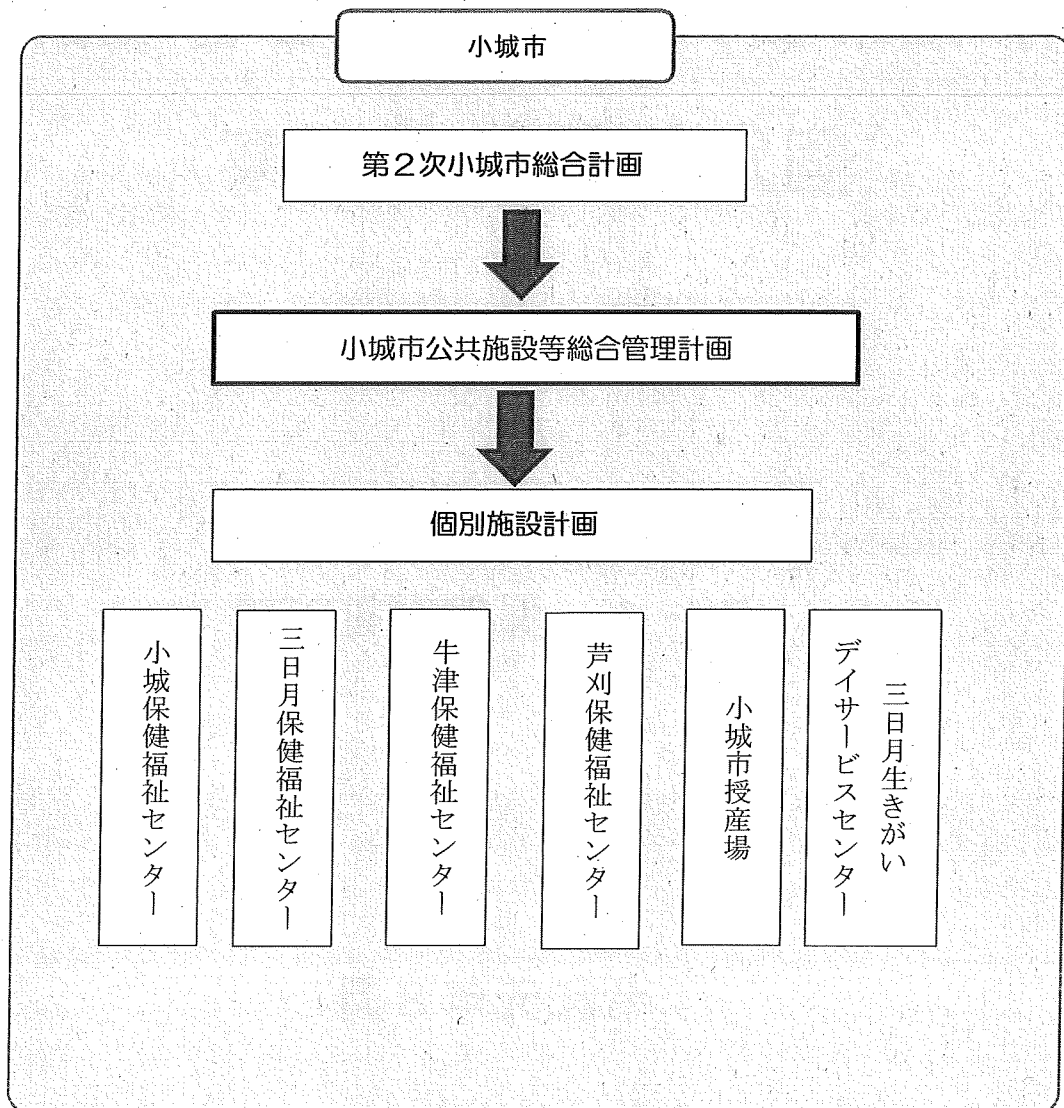 小城市
第２次小城市総合計画
小城市公共施設等総合管理計画
個別施設計画
小城保健福祉センター
三日月保健福祉センター
牛津保健福祉センター
芦刈保健福祉センター
小城市授産場
三日月生きがい
デイサービスセンター